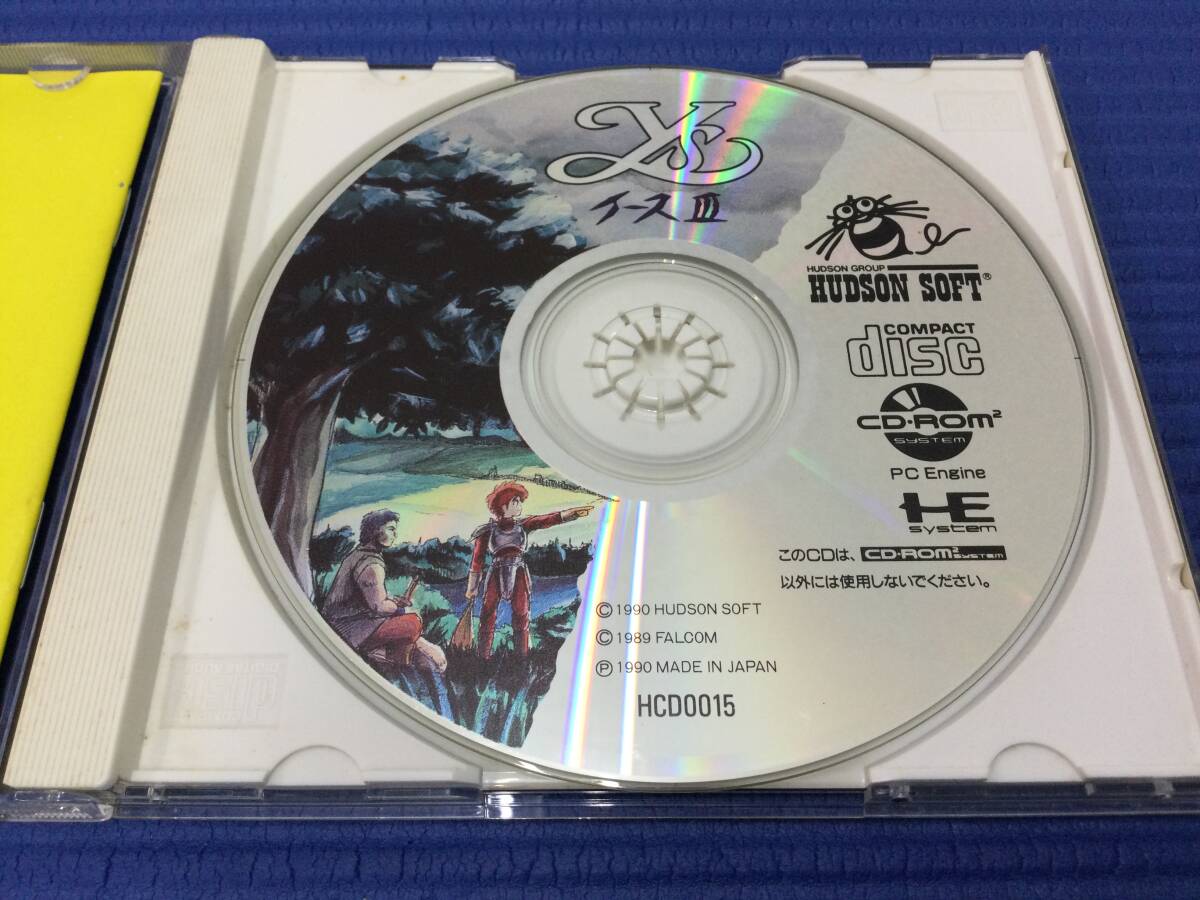 Ys
イースIII
HUDSON GROUP
HUDSON SOFT®
COMPACT
disc
CD-ROM²
SYSTEM
PC Engine
HE
system
このCDは、CD-ROM² SYSTEM
以外には使用しないでください。
©1990 HUDSON SOFT
©1989 FALCOM
Ⓟ1990 MADE IN JAPAN
HCD0015